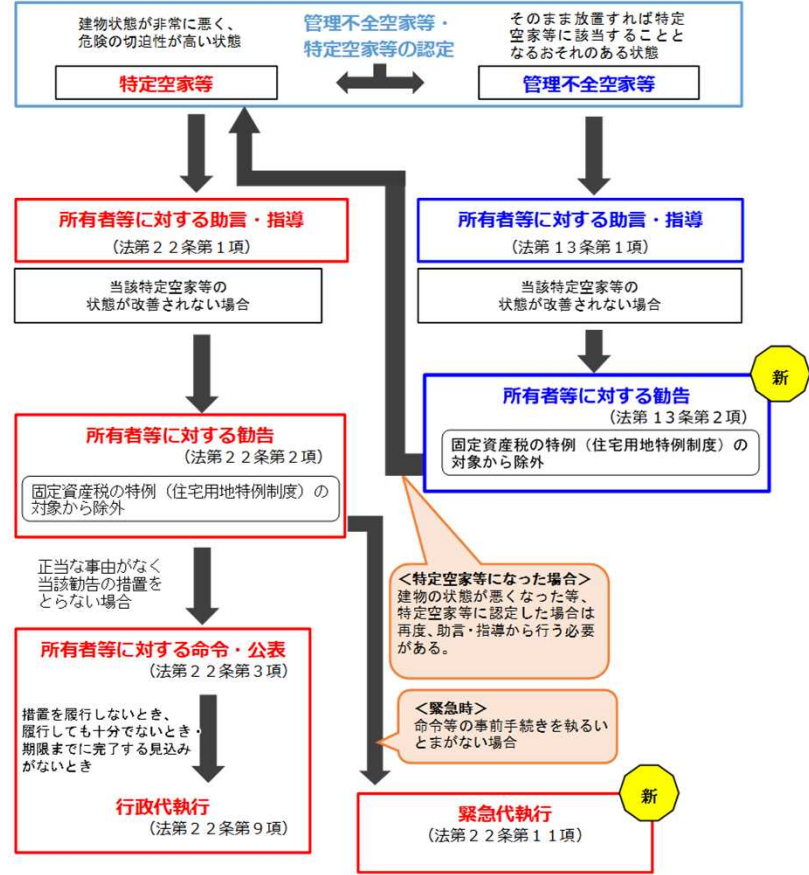 建物状態が非常に悪く、
危険の切迫性が高い状態
管理不全空家等・
特定空家等の認定
そのまま放置すれば特定
空家等に該当することと
なるおそれのある状態
特定空家等
管理不全空家等
所有者等に対する助言・指導
(法第22条第1項)
所有者等に対する助言・指導
(法第13条第1項)
当該特定空家等の
状態が改善されない場合
当該特定空家等の
状態が改善されない場合
新
所有者等に対する勧告
(法第13条第2項)
固定資産税の特例(住宅用地特例制度)の
対象から除外
所有者等に対する勧告
(法第22条第2項)
固定資産税の特例(住宅用地特例制度)の
対象から除外
正当な事由がなく
当該勧告の措置を
とらない場合
<特定空家等になった場合>
建物の状態が悪くなった等、
特定空家等に認定した場合は
再度、助言・指導から行う必要
がある。
所有者等に対する命令・公表
(法第22条第3項)
措置を履行しないとき、
履行しても十分でないとき・
期限までに完了する見込み
がないとき
<緊急時>
命令等の事前手続きを執るい
とまがない場合
行政代執行
(法第22条第9項)
新
緊急代執行
(法第22条第11項)